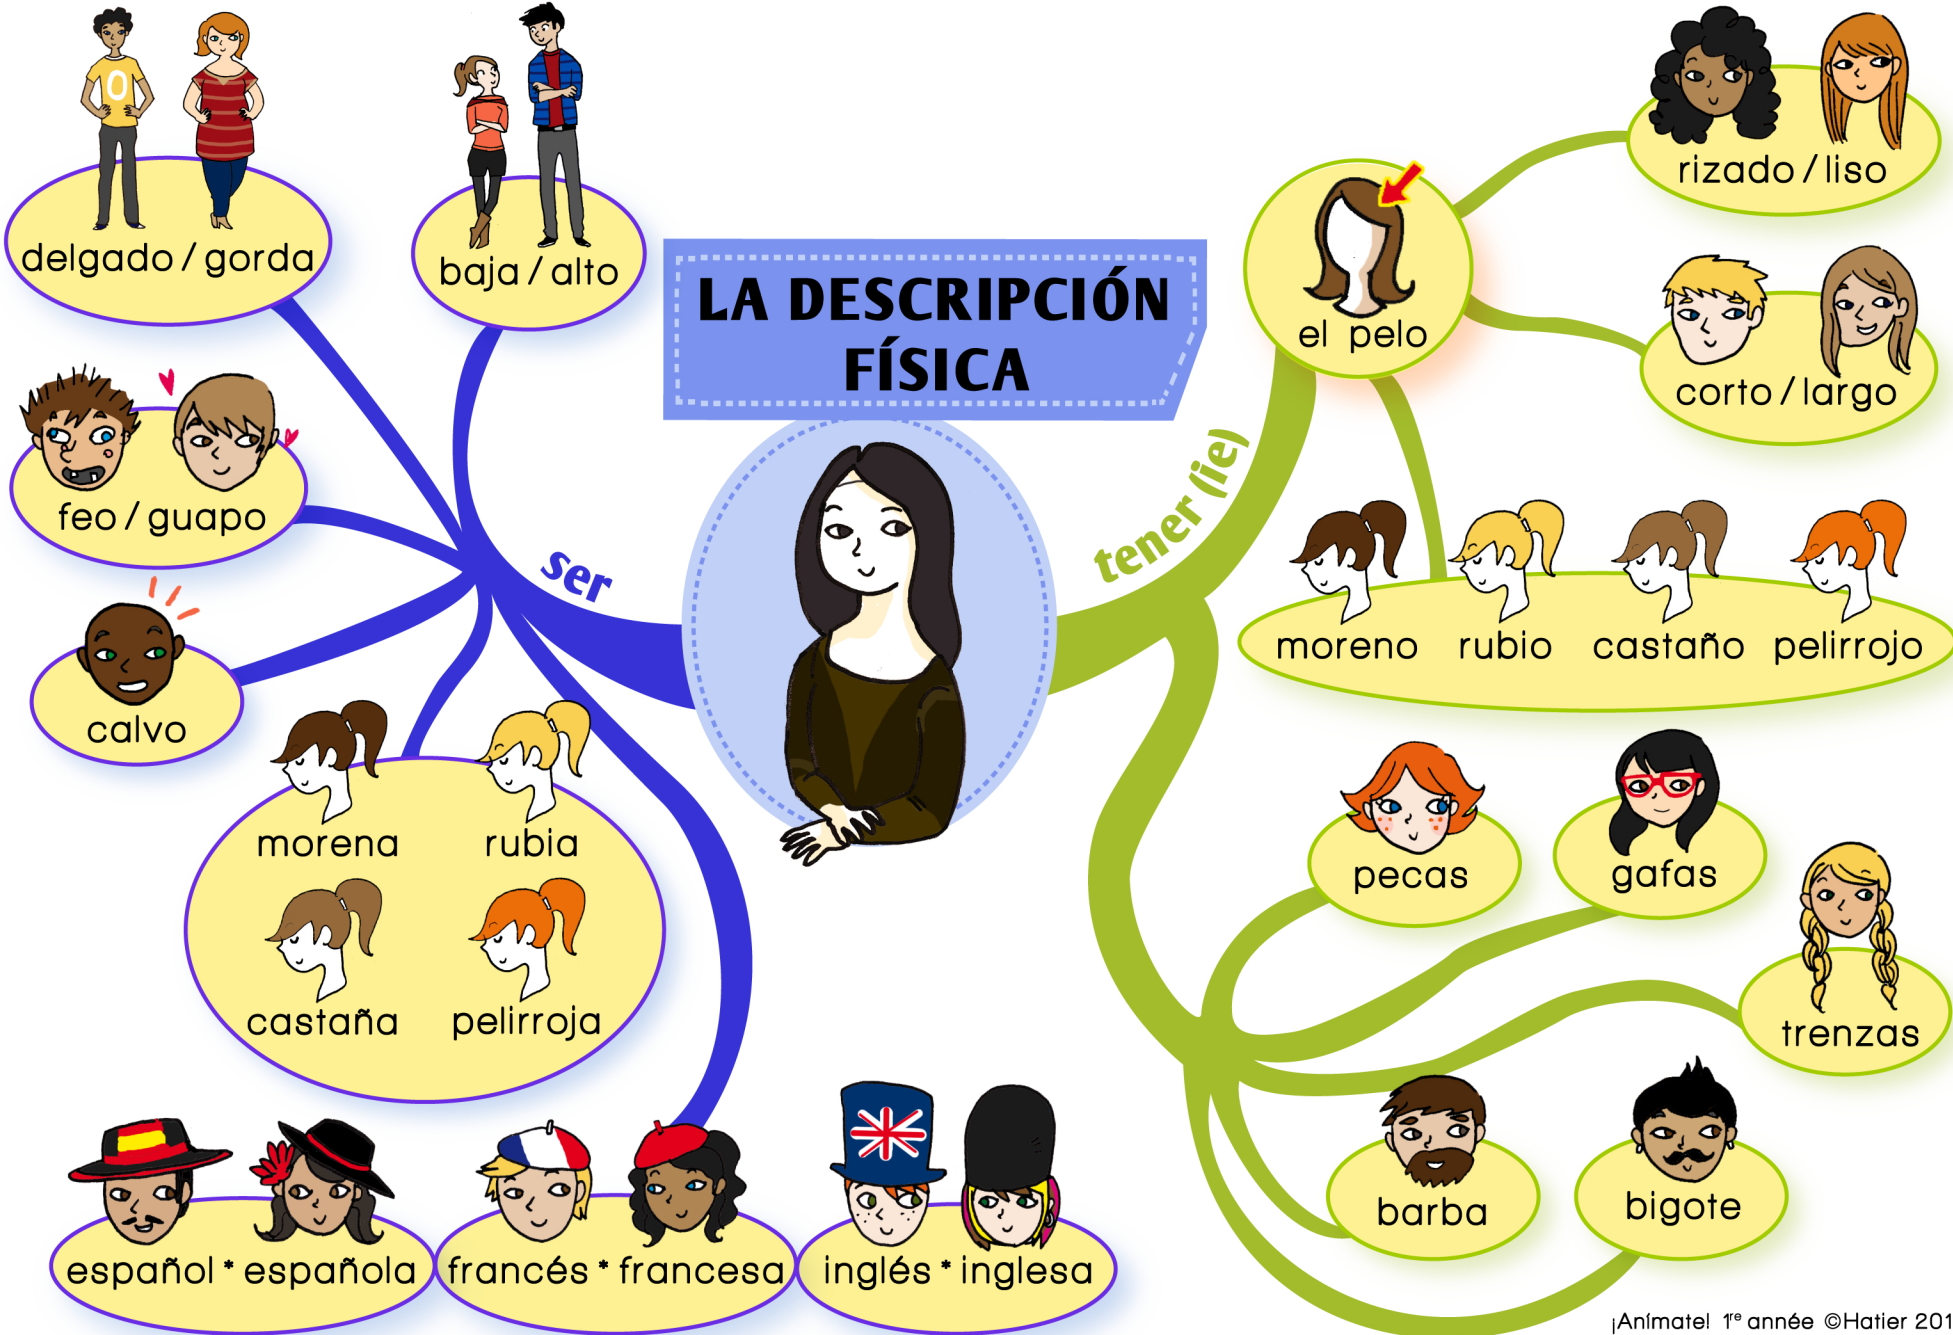 LA DESCRIPCIÓN
FÍSICA
ser
delgado / gorda
baja / alto
feo / guapo
calvo
morena rubia
castaña pelirroja
español * española
francés * francesa
inglés * inglesa
tener (ie)
el pelo
rizado / liso
corto / largo
moreno rubio castaño pelirrojo
pecas
gafas
trenzas
barba
bigote
¡Anímate! 1re année ©Hatier 201